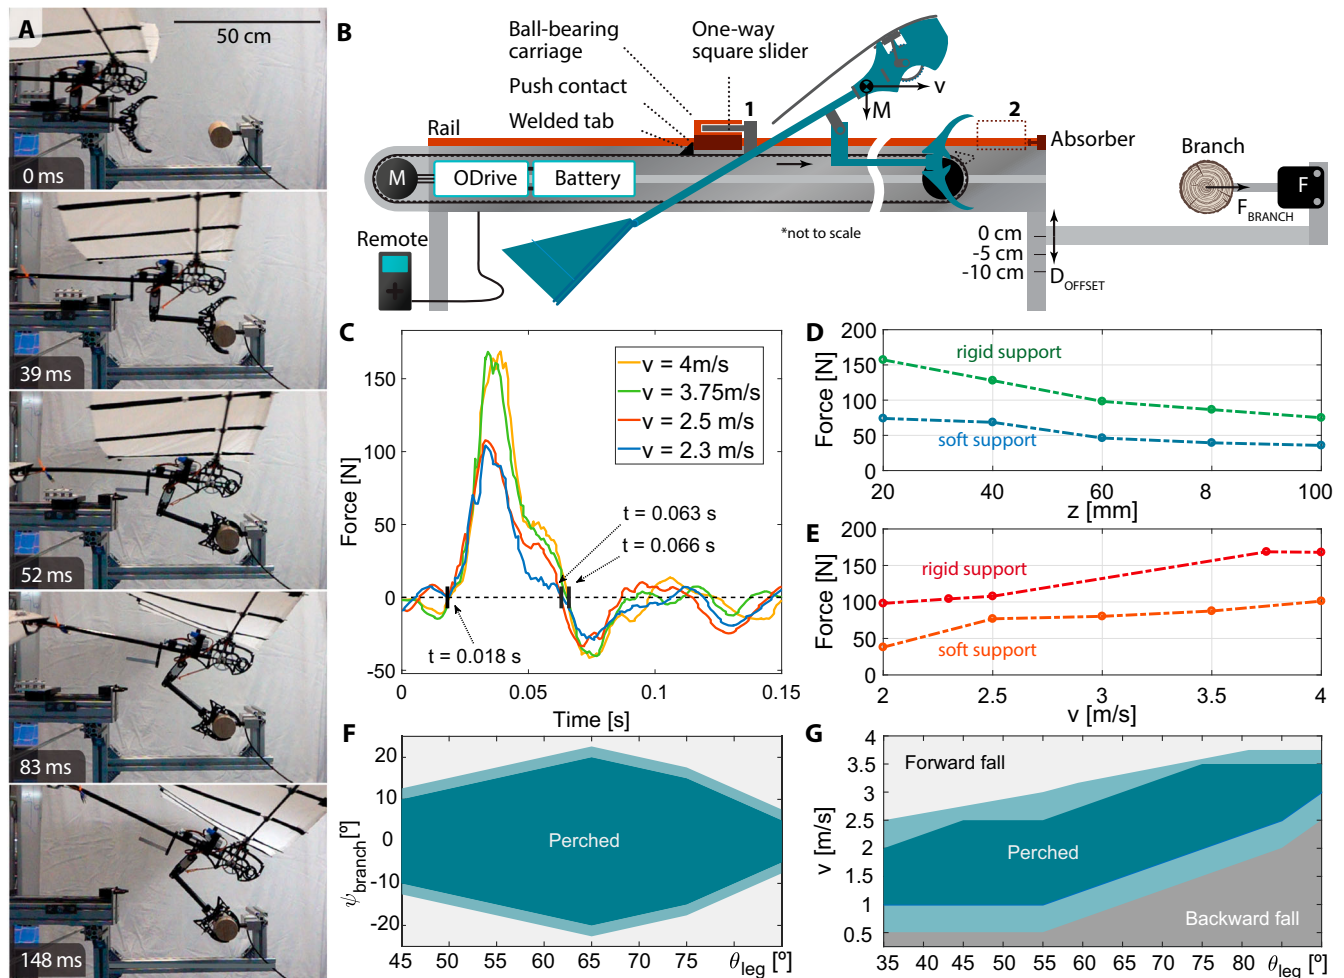 A
50 cm
0 ms
39 ms
52 ms
83 ms
148 ms
B
Ball-bearing
carriage
One-way
square slider
Push contact
Welded tab
Rail
1
2
v
M
Absorber
M
ODrive
Battery
Remote
*not to scale
Branch
F
F BRANCH
0 cm
-5 cm
-10 cm
D OFFSET
C
Force [N]
150
100
50
0
-50
v = 4m/s
v = 3.75m/s
v = 2.5 m/s
v = 2.3 m/s
t = 0.063 s
t = 0.066 s
t = 0.018 s
0
0.05
0.1
0.15
Time [s]
D
Force [N]
200
150
100
50
0
rigid support
soft support
20
40
60
8
100
z [mm]
E
Force [N]
200
150
100
50
0
rigid support
soft support
2
2.5
3
3.5
4
v [m/s]
F
ψbranch[º]
20
10
0
-10
-20
Perched
45 50 55 60 65 70 75 θleg [º]
G
v [m/s]
4
3.5
3
2.5
2
1.5
1
0.5
Forward fall
Perched
Backward fall
35 40 45 50 55 60 65 70 75 80 θleg [º]